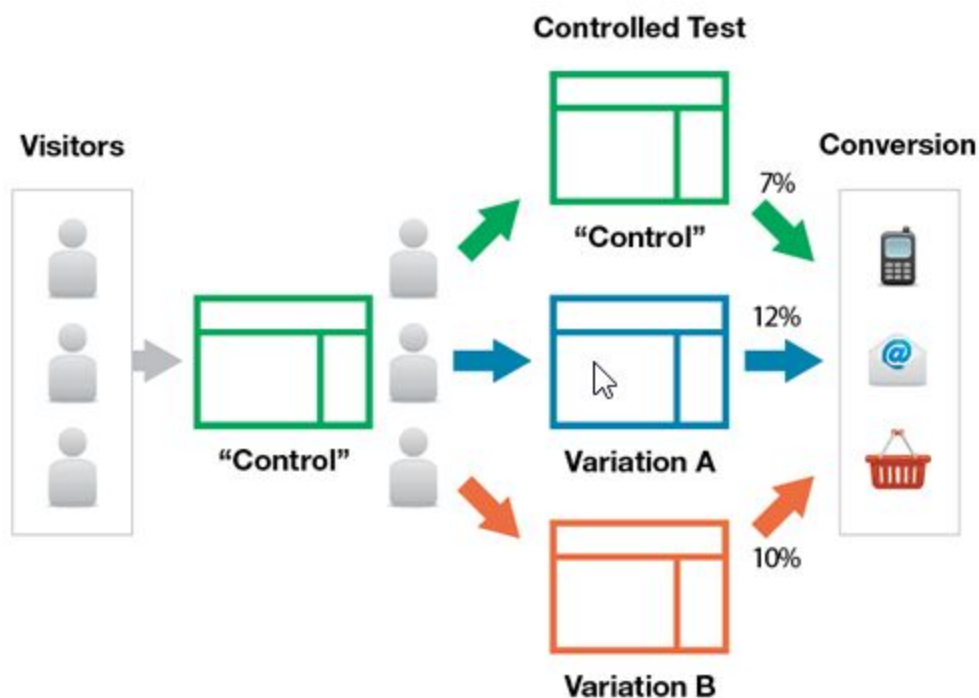 Controlled Test
Visitors
Conversion
7%
“Control”
12%
“Control”
Variation A
10%
Variation B
@